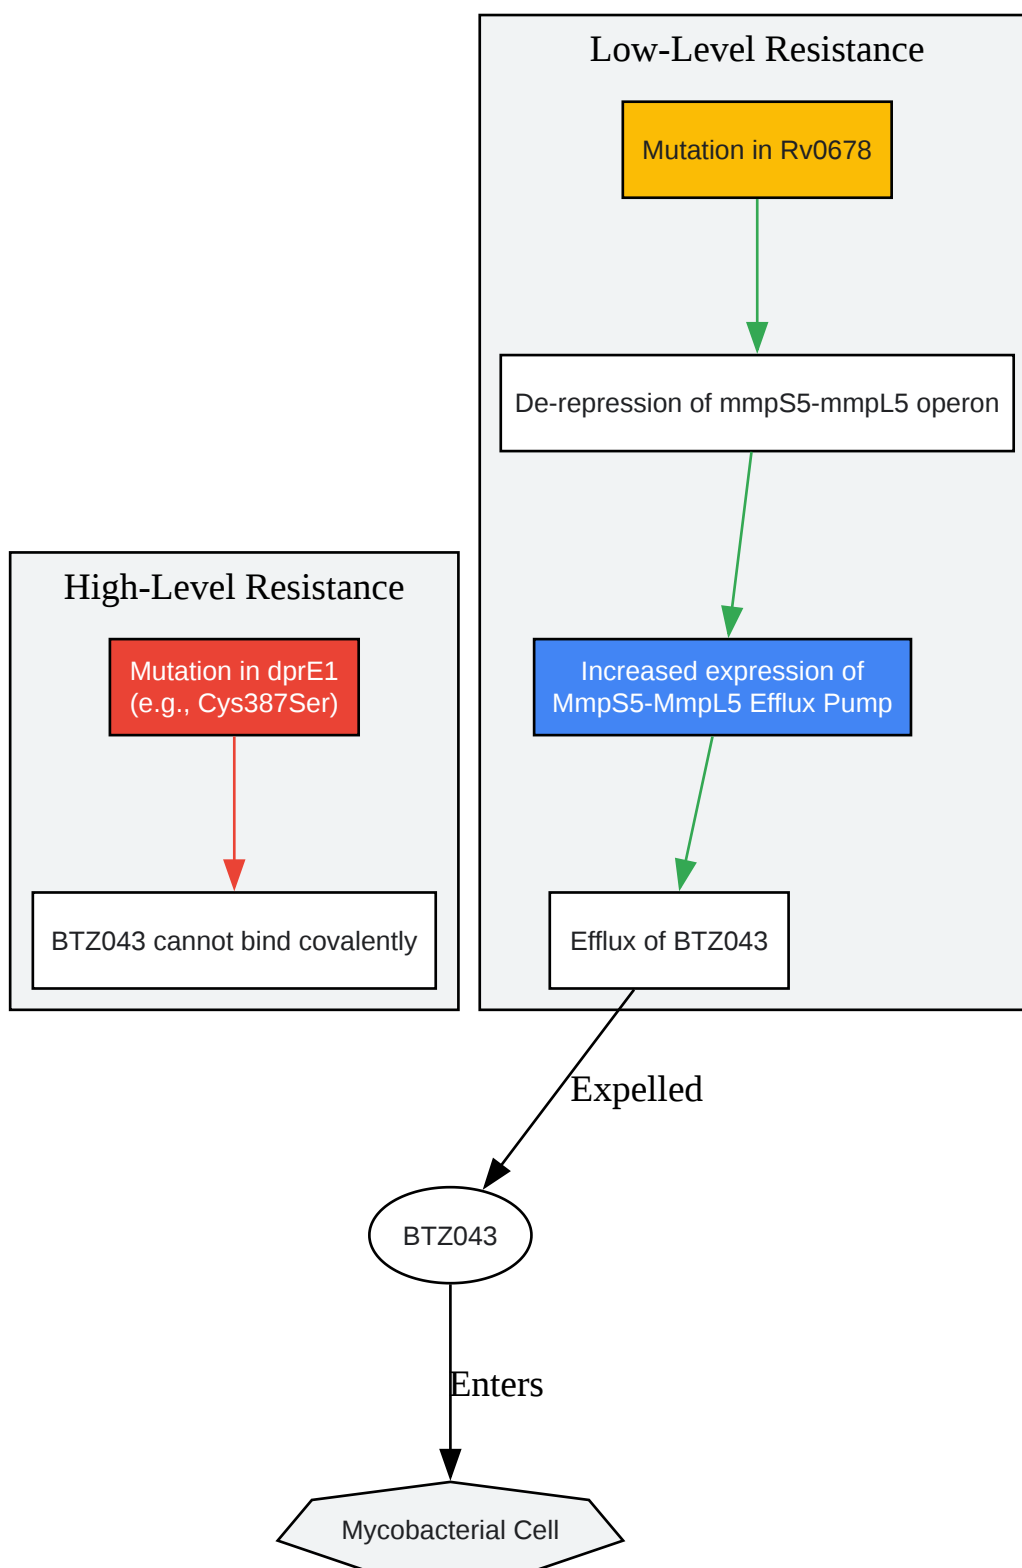 Low-Level Resistance
Mutation in Rv0678
De-repression of mmpS5-mmpL5 operon
Increased expression of
MmpS5-MmpL5 Efflux Pump
Efflux of BTZ043
High-Level Resistance
Mutation in dprE1
(e.g., Cys387Ser)
BTZ043 cannot bind covalently
Expelled
BTZ043
Enters
Mycobacterial Cell